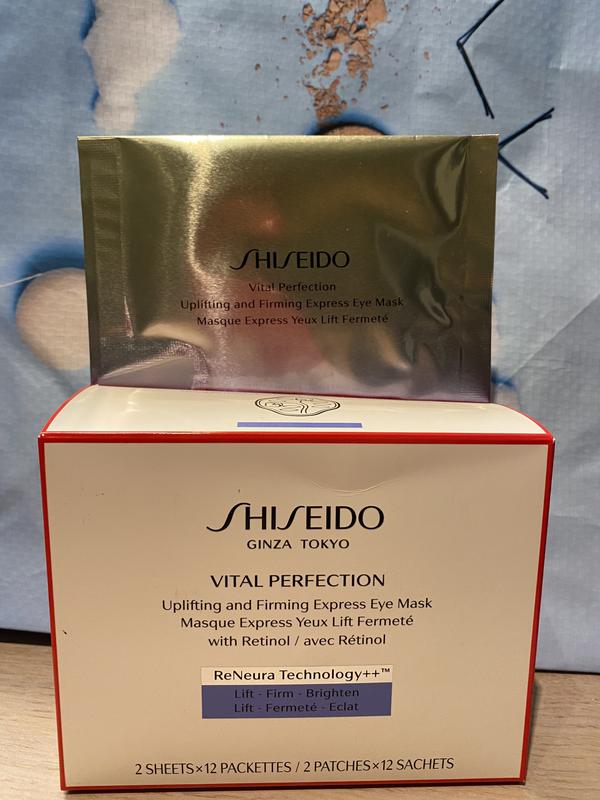 SHISEIDO
Vital Perfection
Uplifting and Firming Express Eye Mask
Masque Express Yeux Lift Fermeté
SHISEIDO
GINZA TOKYO
VITAL PERFECTION
Uplifting and Firming Express Eye Mask
Masque Express Yeux Lift Fermeté
with Retinol / avec Rétinol
ReNeura Technology++™
Lift - Firm - Brighten
Lift - Fermeté - Eclat
2 SHEETS×12 PACKETTES / 2 PATCHES×12 SACHETS